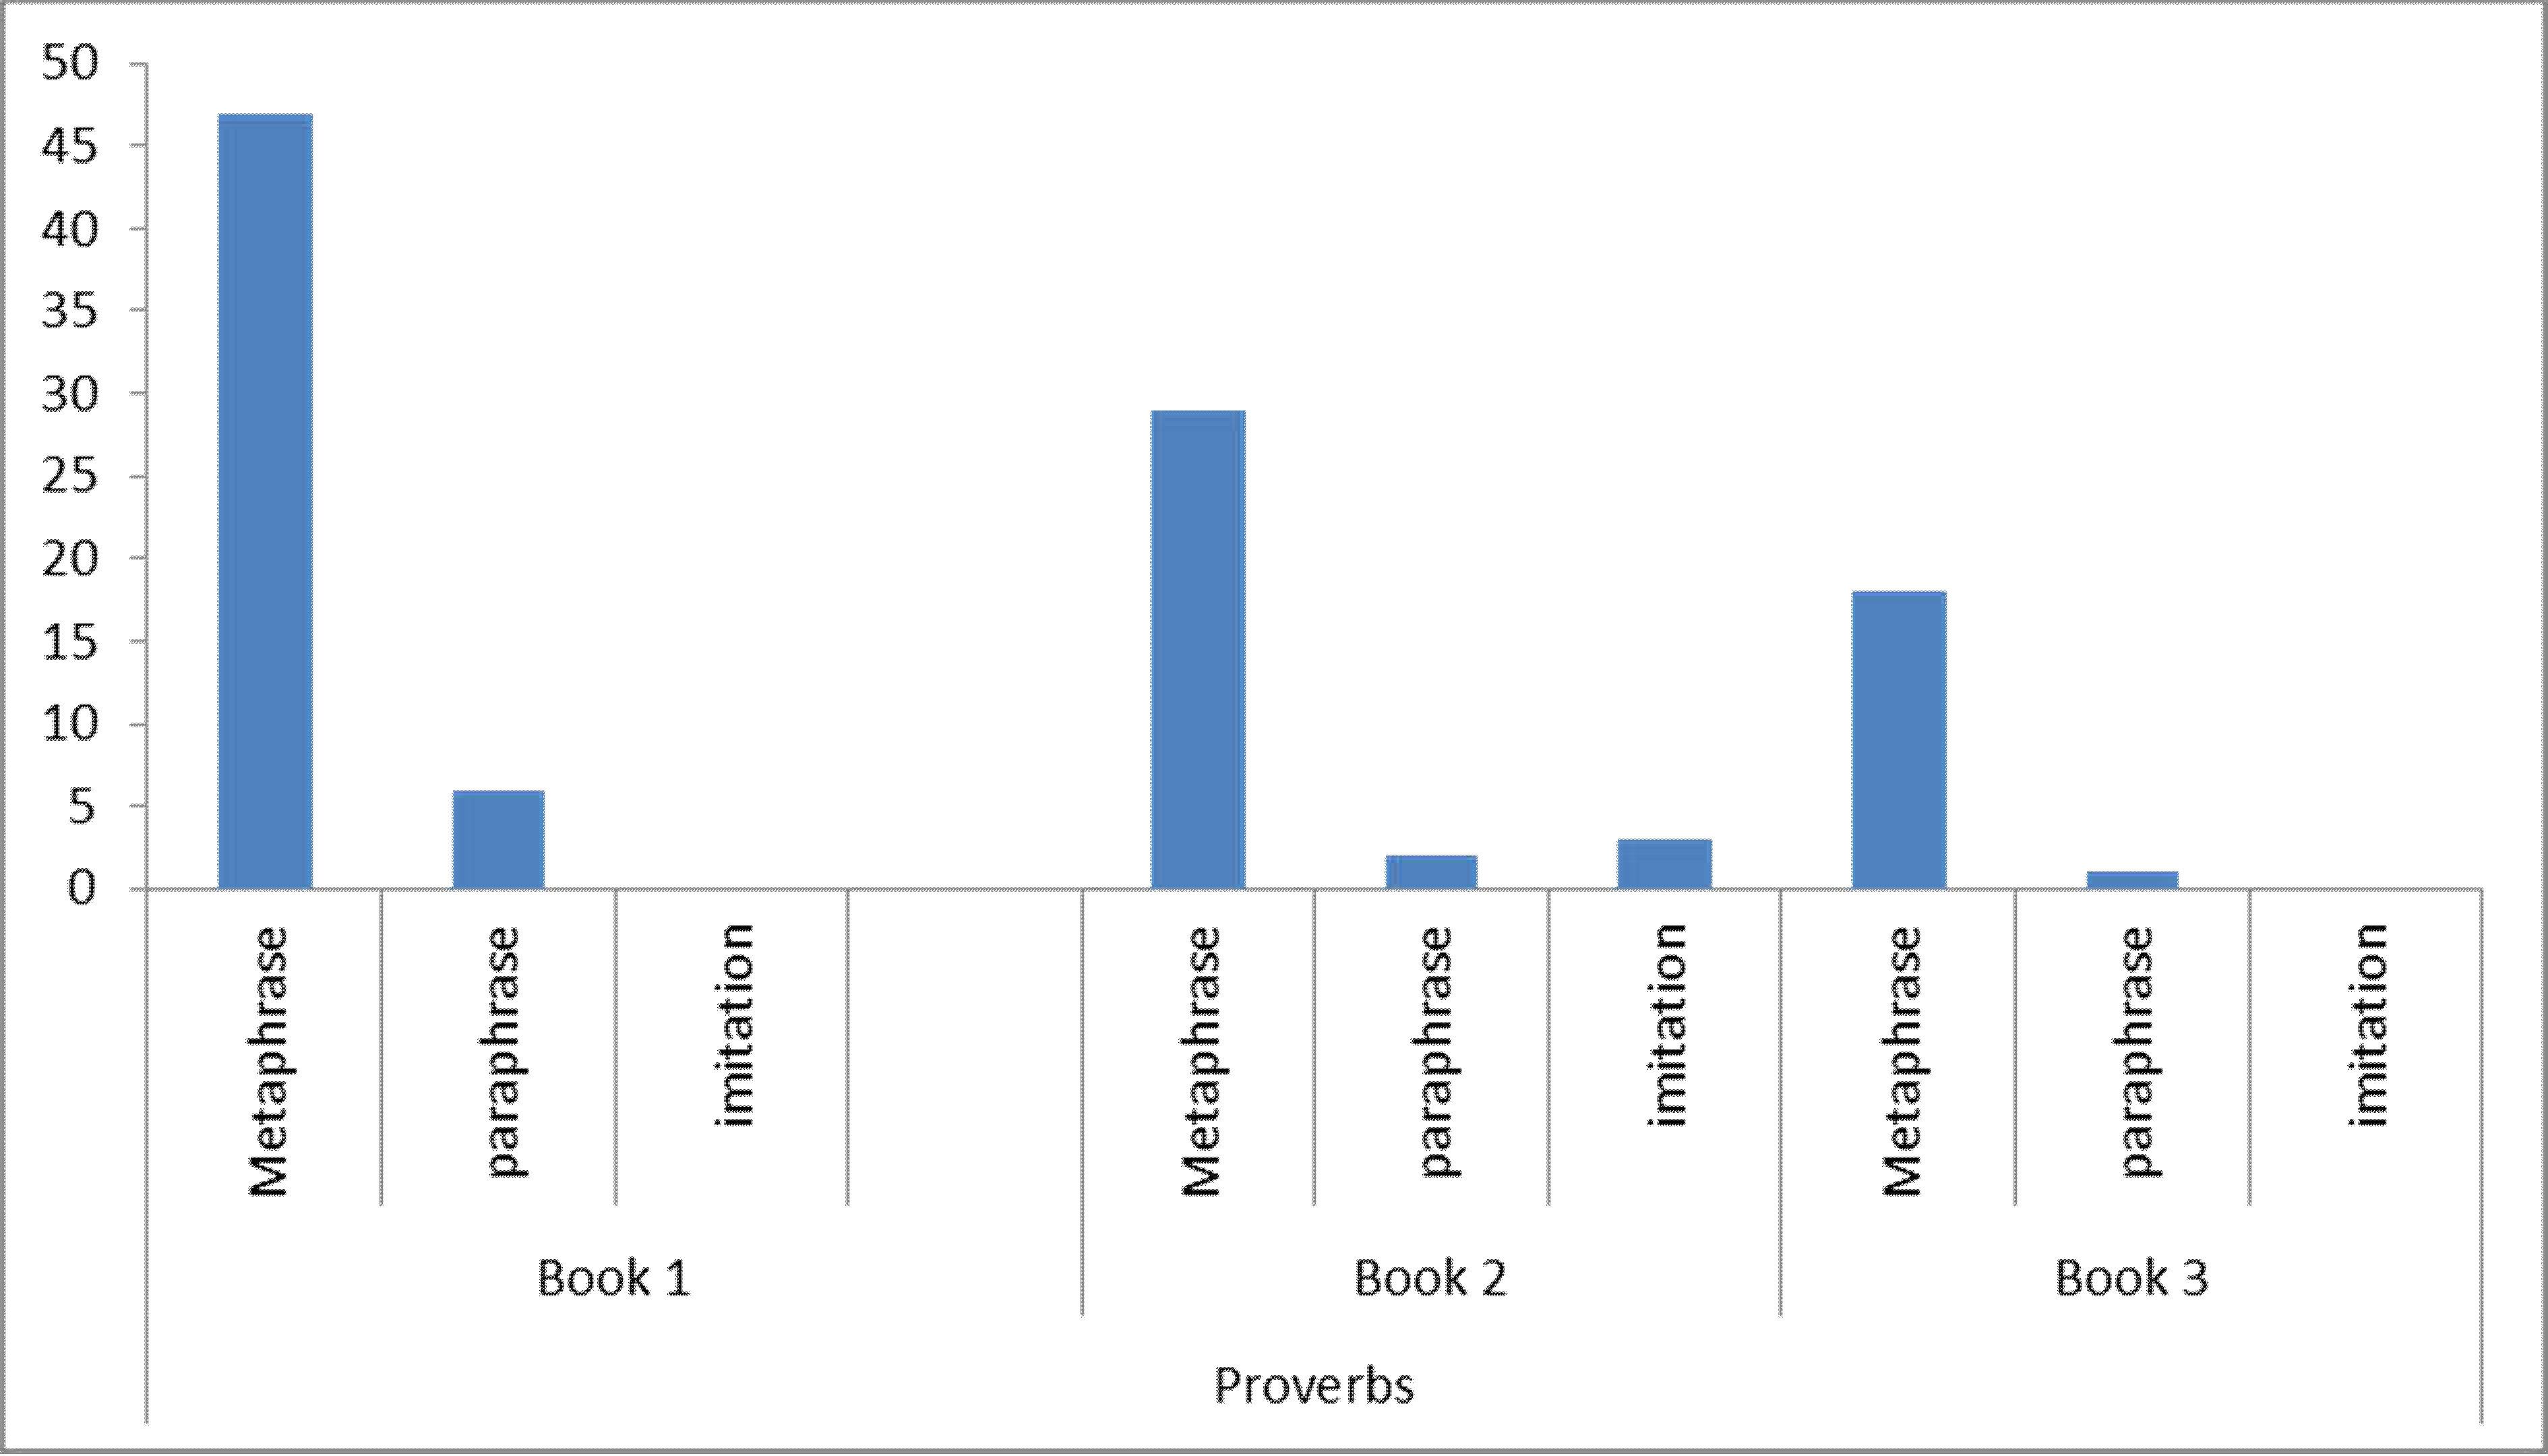 50
45
40
35
30
25
20
15
10
5
0
Metaphrase
paraphrase
imitation
Metaphrase
paraphrase
imitation
Metaphrase
paraphrase
imitation
Book 1
Book 2
Book 3
Proverbs